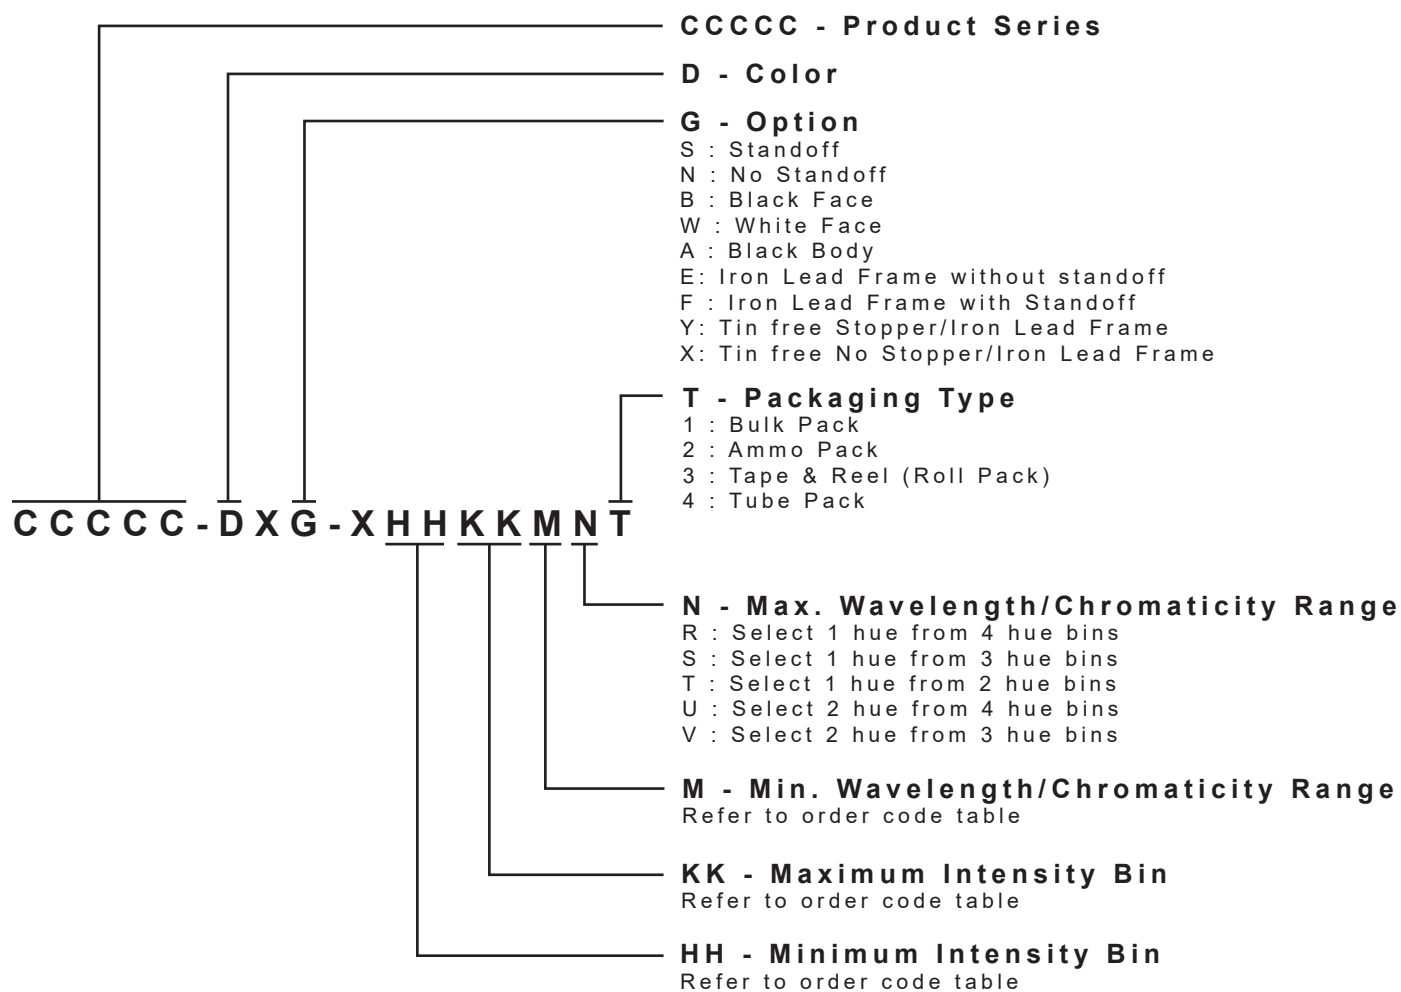 CCCCC - Product Series
D - Color
G - Option
S : Standoff
N : No Standoff
B : Black Face
W : White Face
A : Black Body
E: Iron Lead Frame without standoff
F : Iron Lead Frame with Standoff
Y: Tin free Stopper/Iron Lead Frame
X: Tin free No Stopper/Iron Lead Frame
T - Packaging Type
1 : Bulk Pack
2 : Ammo Pack
3 : Tape & Reel (Roll Pack)
4 : Tube Pack
CCCCC-DXG-XHHKKMNT
N - Max. Wavelength/Chromaticity Range
R : Select 1 hue from 4 hue bins
S : Select 1 hue from 3 hue bins
T : Select 1 hue from 2 hue bins
U : Select 2 hue from 4 hue bins
V : Select 2 hue from 3 hue bins
M - Min. Wavelength/Chromaticity Range
Refer to order code table
KK - Maximum Intensity Bin
Refer to order code table
HH - Minimum Intensity Bin
Refer to order code table